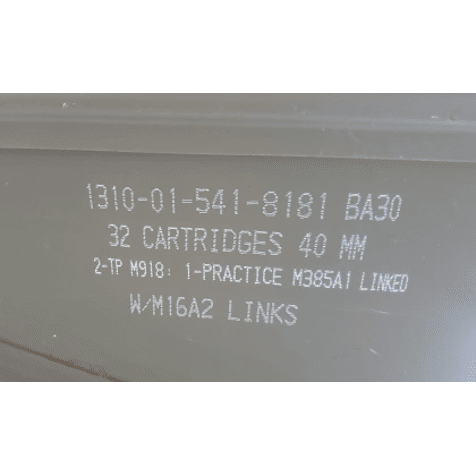 1310-01-541-8181 BA30
32 CARTRIDGES 40 MM
2-TP M918: 1-PRACTICE M385A1 LINKED
W/M16A2 LINKS